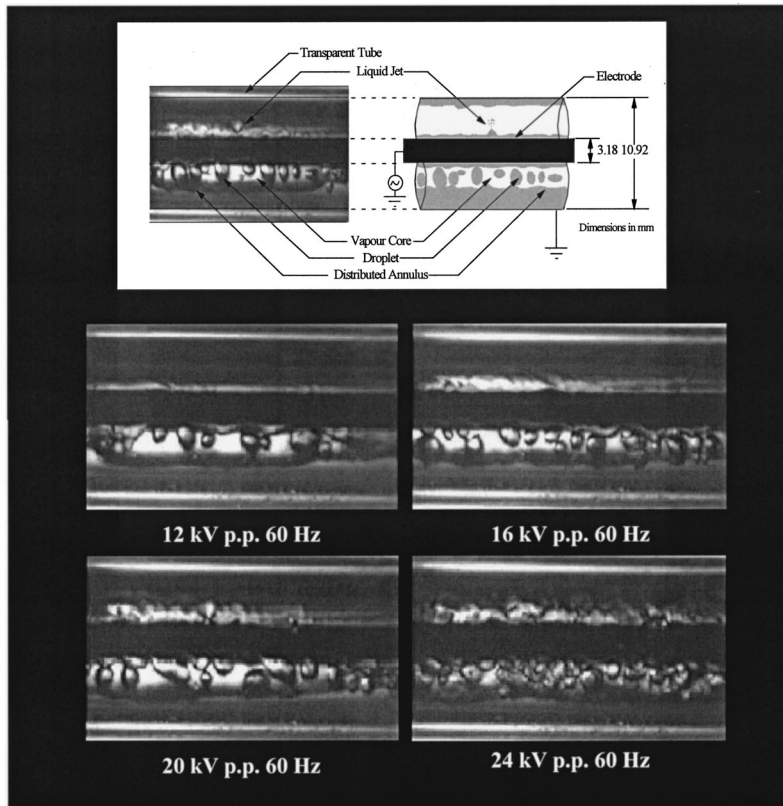 Transparent Tube
Liquid Jet
Electrode
3.18 10.92
Vapour Core
Droplet
Distributed Annulus
Dimensions in mm
12 kV p.p. 60 Hz
16 kV p.p. 60 Hz
20 kV p.p. 60 Hz
24 kV p.p. 60 Hz